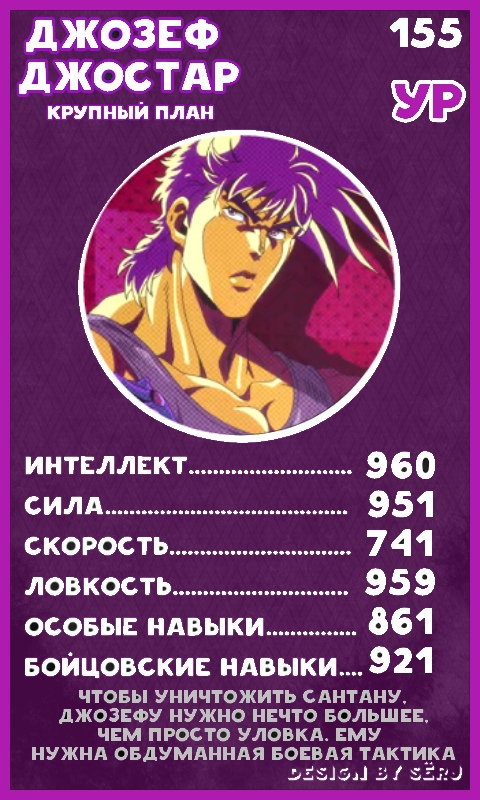 ДЖОЗЕФ
ДЖОСТАР
КРУПНЫЙ ПЛАН
155
УР
ИНТЕЛЛЕКТ............................... 960
СИЛА.............................................. 951
СКОРОСТЬ.................................. 741
ЛОВКОСТЬ................................. 959
ОСОБЫЕ НАВЫКИ................. 861
БОЙЦОВСКИЕ НАВЫКИ.... 921
ЧТОБЫ УНИЧТОЖИТЬ САНТАНУ,
ДЖОЗЕФУ НУЖНО НЕЧТО БОЛЬШЕЕ,
ЧЕМ ПРОСТО УЛОВКА. ЕМУ
НУЖНА ОБДУМАННАЯ БОЕВАЯ ТАКТИКА
DESIGN BY SЁRJ